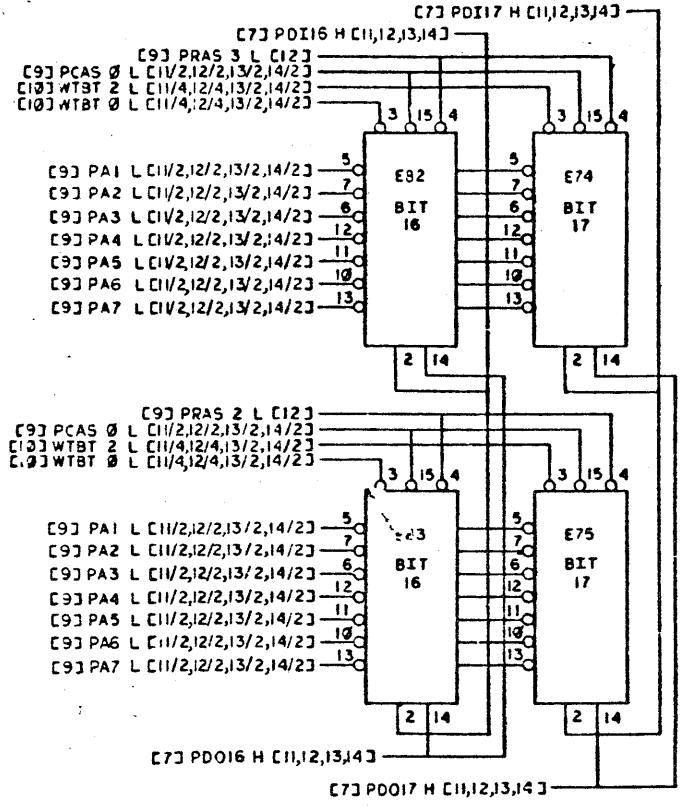 [7] PDI17 H [11,12,13,14]
[7] PDI16 H [11,12,13,14]
[9] PRAS 3 L [12]
[9] PCAS Ø L [11/2,12/2,13/2,14/2]
[10] WTBT 2 L [11/4,12/4,13/2,14/2]
[10] WTBT Ø L [11/4,12/4,13/2,14/2]
3 15 4 3 15 4
[9] PA1 L [11/2,12/2,13/2,14/2] 5 E82 5 E74
[9] PA2 L [11/2,12/2,13/2,14/2] 7 BIT 7 BIT
[9] PA3 L [11/2,12/2,13/2,14/2] 6 16 6 17
[9] PA4 L [11/2,12/2,13/2,14/2] 12 12
[9] PA5 L [11/2,12/2,13/2,14/2] 11 11
[9] PA6 L [11/2,12/2,13/2,14/2] 1Ø 1Ø
[9] PA7 L [11/2,12/2,13/2,14/2] 13 13
2 14 2 14
[9] PRAS 2 L [12]
[9] PCAS Ø L [11/2,12/2,13/2,14/2]
[10] WTBT 2 L [11/4,12/4,13/2,14/2]
WTBT Ø L [11/4,12/4,13/2,14/2]
3 15 4 3 15 4
[9] PA1 L [11/2,12/2,13/2,14/2] 5 5 E75
[9] PA2 L [11/2,12/2,13/2,14/2] 7 BIT 7 BIT
[9] PA3 L [11/2,12/2,13/2,14/2] 6 16 6 17
[9] PA4 L [11/2,12/2,13/2,14/2] 12 12
[9] PA5 L [11/2,12/2,13/2,14/2] 11 11
[9] PA6 L [11/2,12/2,13/2,14/2] 1Ø 1Ø
[9] PA7 L [11/2,12/2,13/2,14/2] 13 13
2 14 2 14
[7] PDO16 H [11,12,13,14]
[7] PDO17 H [11,12,13,14]